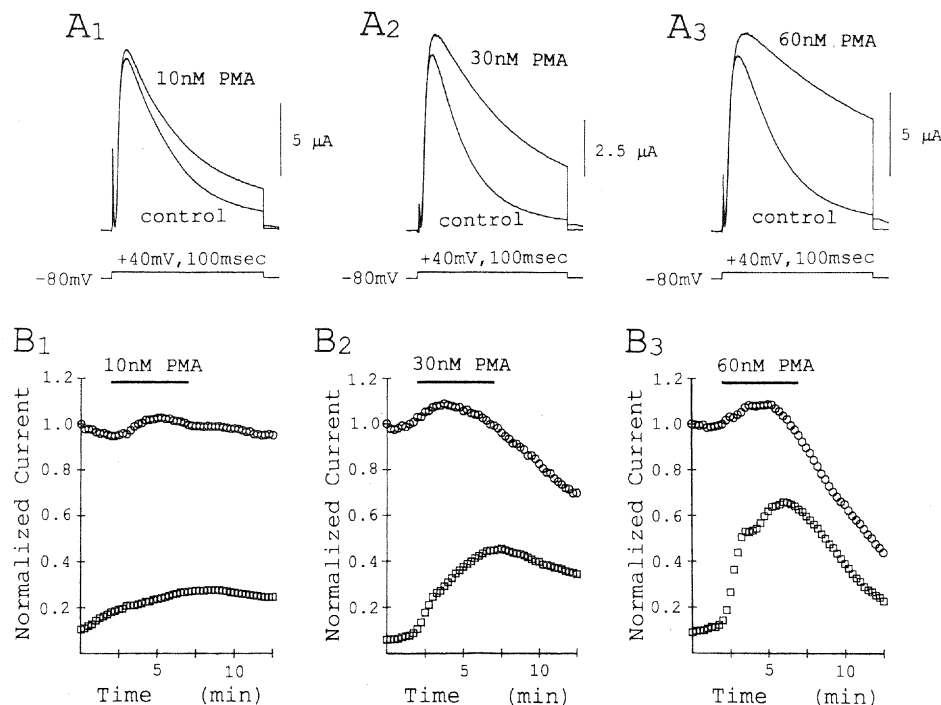 A1
A2
A3
10nM PMA
30nM PMA
60nM PMA
5 µA
2.5 µA
5 µA
control
control
control
+40mV,100msec
+40mV,100msec
+40mV,100msec
-80mV
-80mV
-80mV
B1
B2
B3
10nM PMA
30nM PMA
60nM PMA
Normalized Current
1.2
1.0
0.8
0.6
0.4
0.2
5
10
Time (min)
Normalized Current
1.2
1.0
0.8
0.6
0.4
0.2
5
10
Time (min)
Normalized Current
1.2
1.0
0.8
0.6
0.4
0.2
5
10
Time (min)